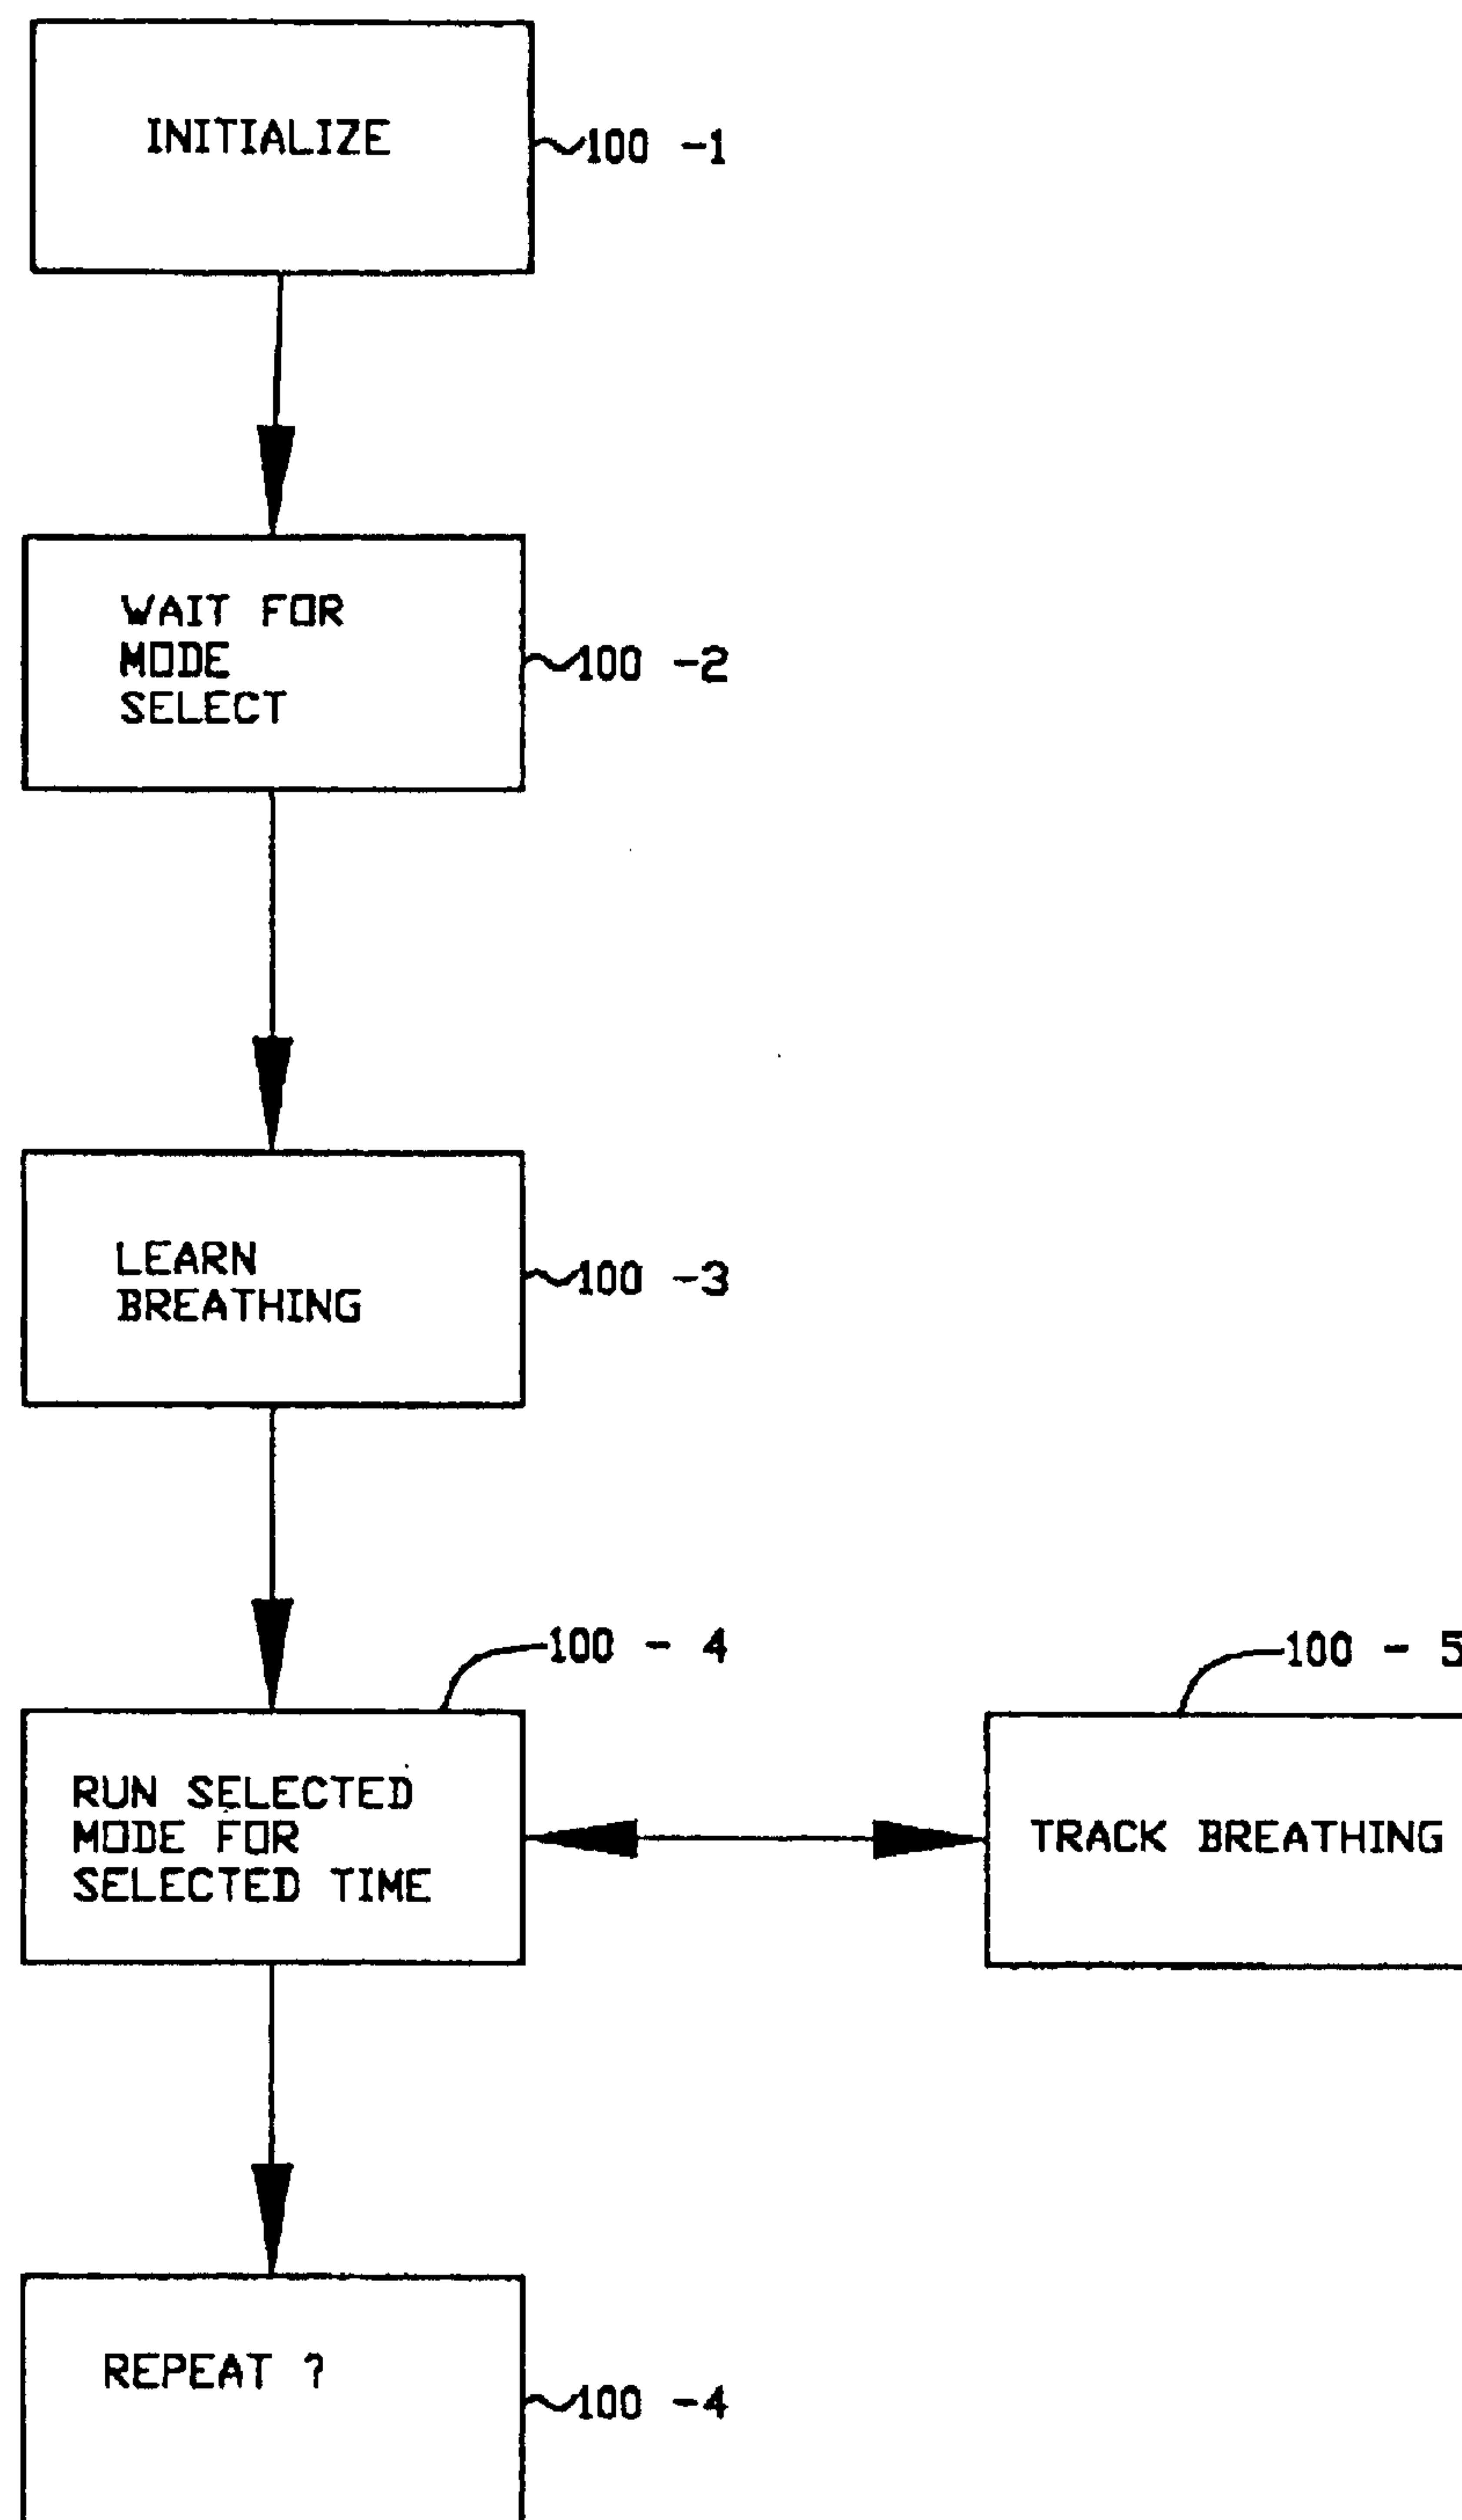 INITIALIZE
100 -1
WAIT FOR
MODE
SELECT
100 -2
LEARN
BREATHING
100 -3
100 - 4
100 - 5
RUN SELECTED
MODE FOR
SELECTED TIME
TRACK BREATHING
REPEAT ?
100 -4